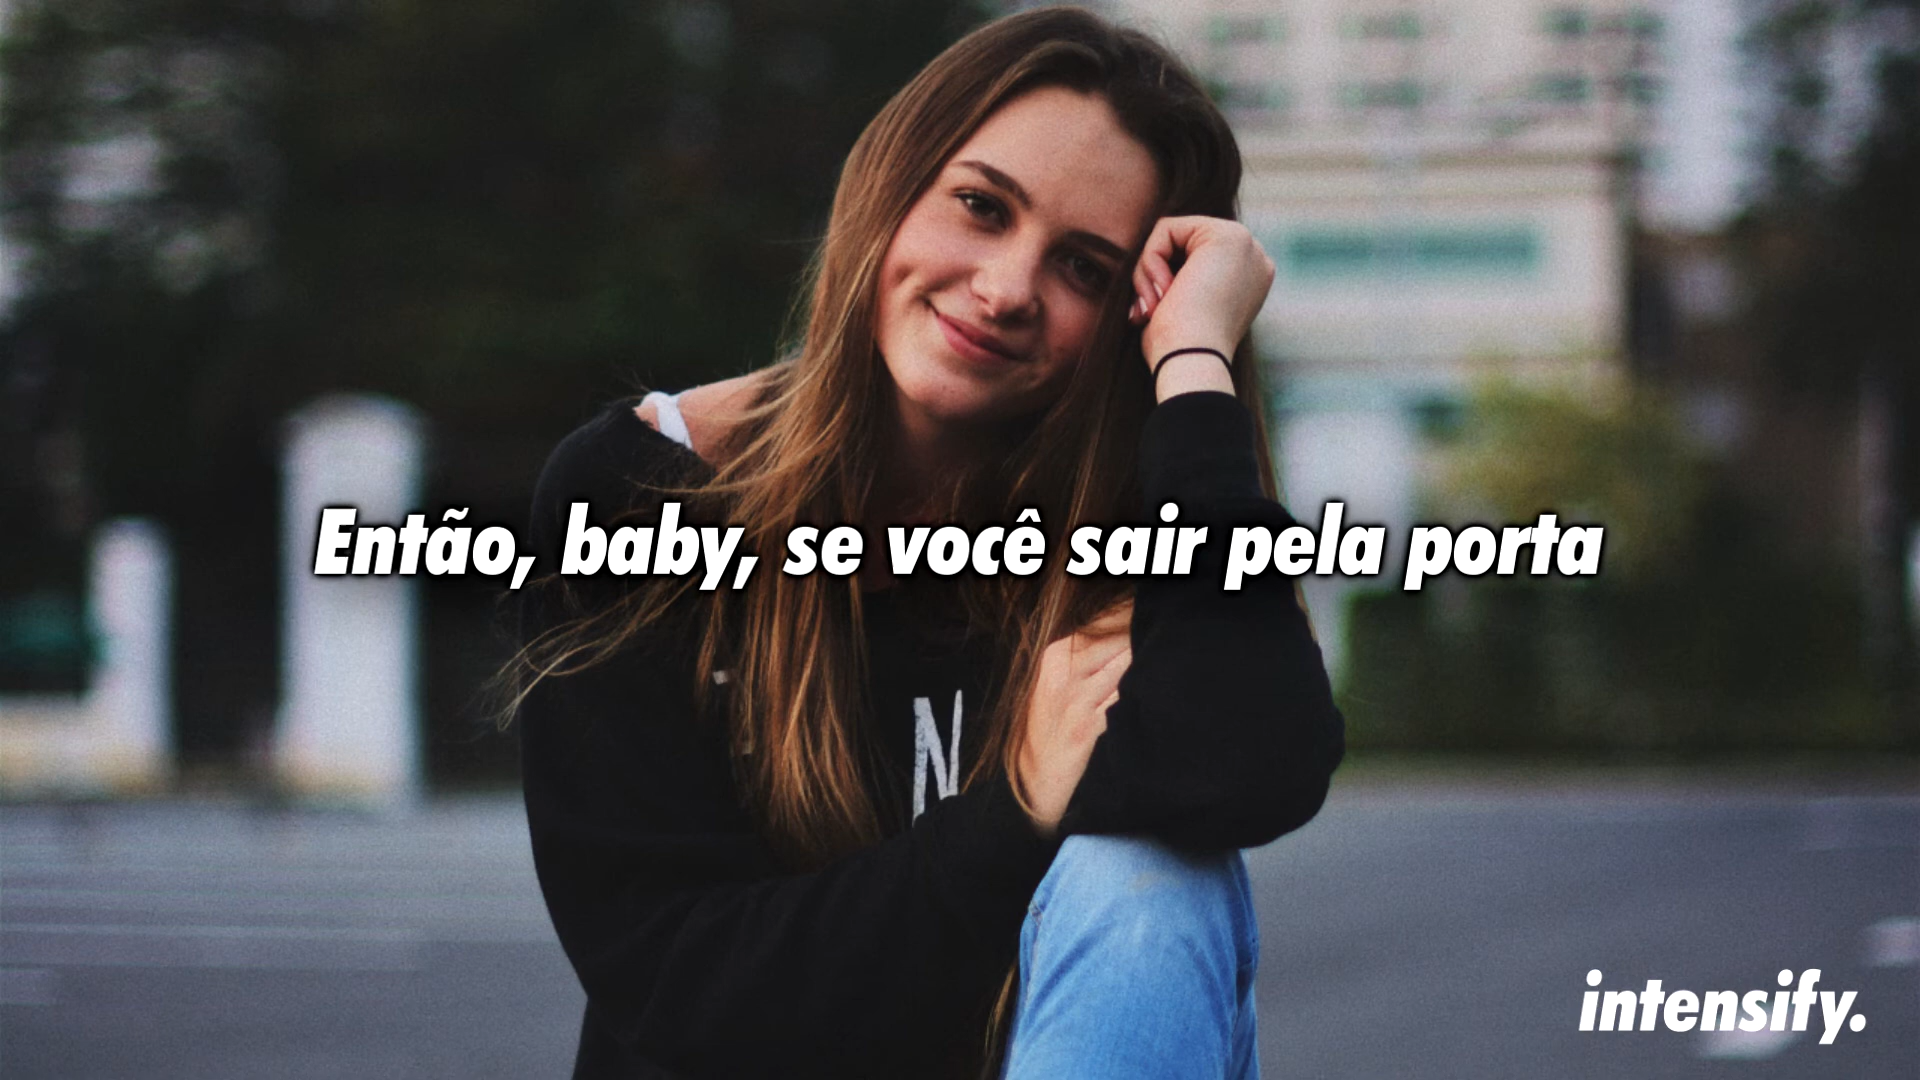 Então, baby, se você sair pela porta
N
intensify.